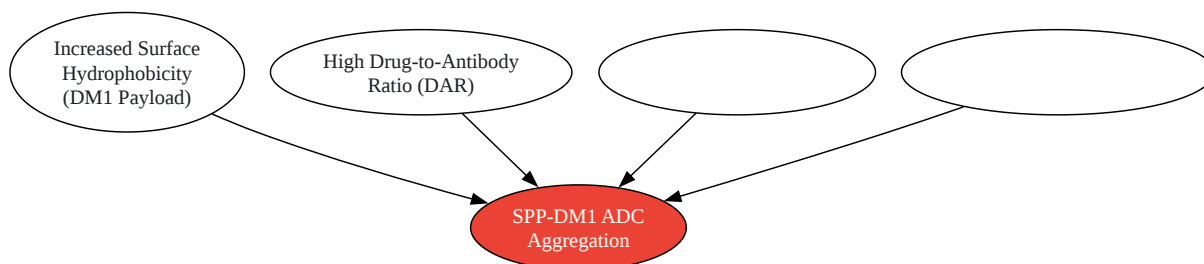 Increased Surface
Hydrophobicity
(DM1 Payload)
High Drug-to-Antibody
Ratio (DAR)
SPP-DM1 ADC
Aggregation